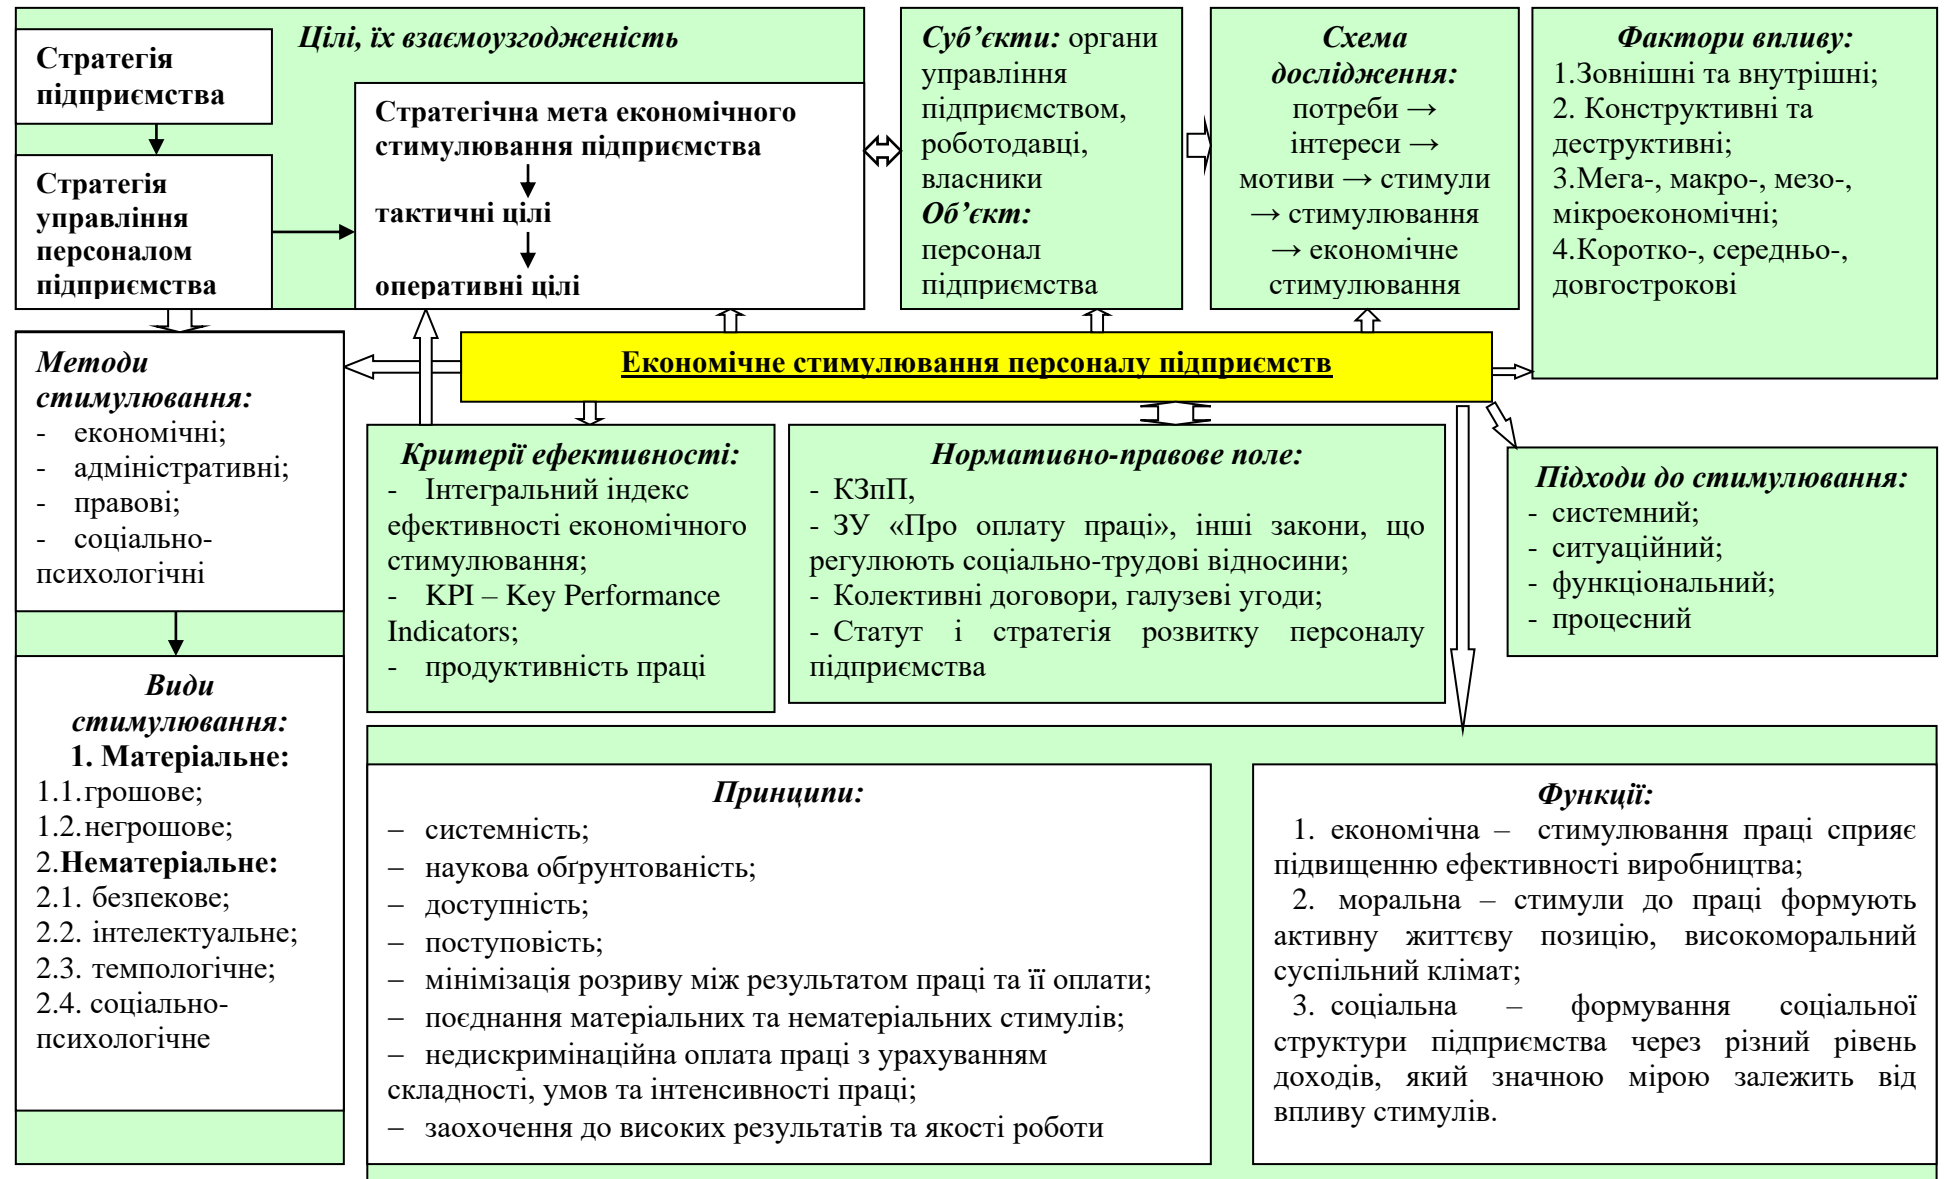 Цілі, їх взаємоузгодженість
Стратегія
підприємства
Стратегія
управління
персоналом
підприємства
Стратегічна мета економічного
стимулювання підприємства
тактичні цілі
оперативні цілі
Суб’єкти: органи
управління
підприємством,
роботодавці,
власники
Об’єкт:
персонал
підприємства
Схема
дослідження:
потреби →
інтереси →
мотиви → стимули
→ стимулювання
→ економічне
стимулювання
Фактори впливу:
1.Зовнішні та внутрішні;
2. Конструктивні та
деструктивні;
3.Мега-, макро-, мезо-,
мікроекономічні;
4.Коротко-, середньо-,
довгострокові
Економічне стимулювання персоналу підприємств
Методи
стимулювання:
- економічні;
- адміністративні;
- правові;
- соціально-
психологічні
Види
стимулювання:
1. Матеріальне:
1.1.грошове;
1.2.негрошове;
2.Нематеріальне:
2.1. безпекове;
2.2. інтелектуальне;
2.3. темпологічне;
2.4. соціально-
психологічне
Критерії ефективності:
- Інтегральний індекс
ефективності економічного
стимулювання;
- KPI – Key Performance
Indicators;
- продуктивність праці
Нормативно-правове поле:
- КЗпП,
- ЗУ «Про оплату праці», інші закони, що
регулюють соціально-трудові відносини;
- Колективні договори, галузеві угоди;
- Статут і стратегія розвитку персоналу
підприємства
Підходи до стимулювання:
- системний;
- ситуаційний;
- функціональний;
- процесний
Принципи:
– системність;
– наукова обґрунтованість;
– доступність;
– поступовість;
– мінімізація розриву між результатом праці та її оплати;
– поєднання матеріальних та нематеріальних стимулів;
– недискримінаційна оплата праці з урахуванням
складності, умов та інтенсивності праці;
– заохочення до високих результатів та якості роботи
Функції:
1. економічна – стимулювання праці сприяє
підвищенню ефективності виробництва;
2. моральна – стимули до праці формують
активну життєву позицію, високоморальний
суспільний клімат;
3. соціальна – формування соціальної
структури підприємства через різний рівень
доходів, який значною мірою залежить від
впливу стимулів.